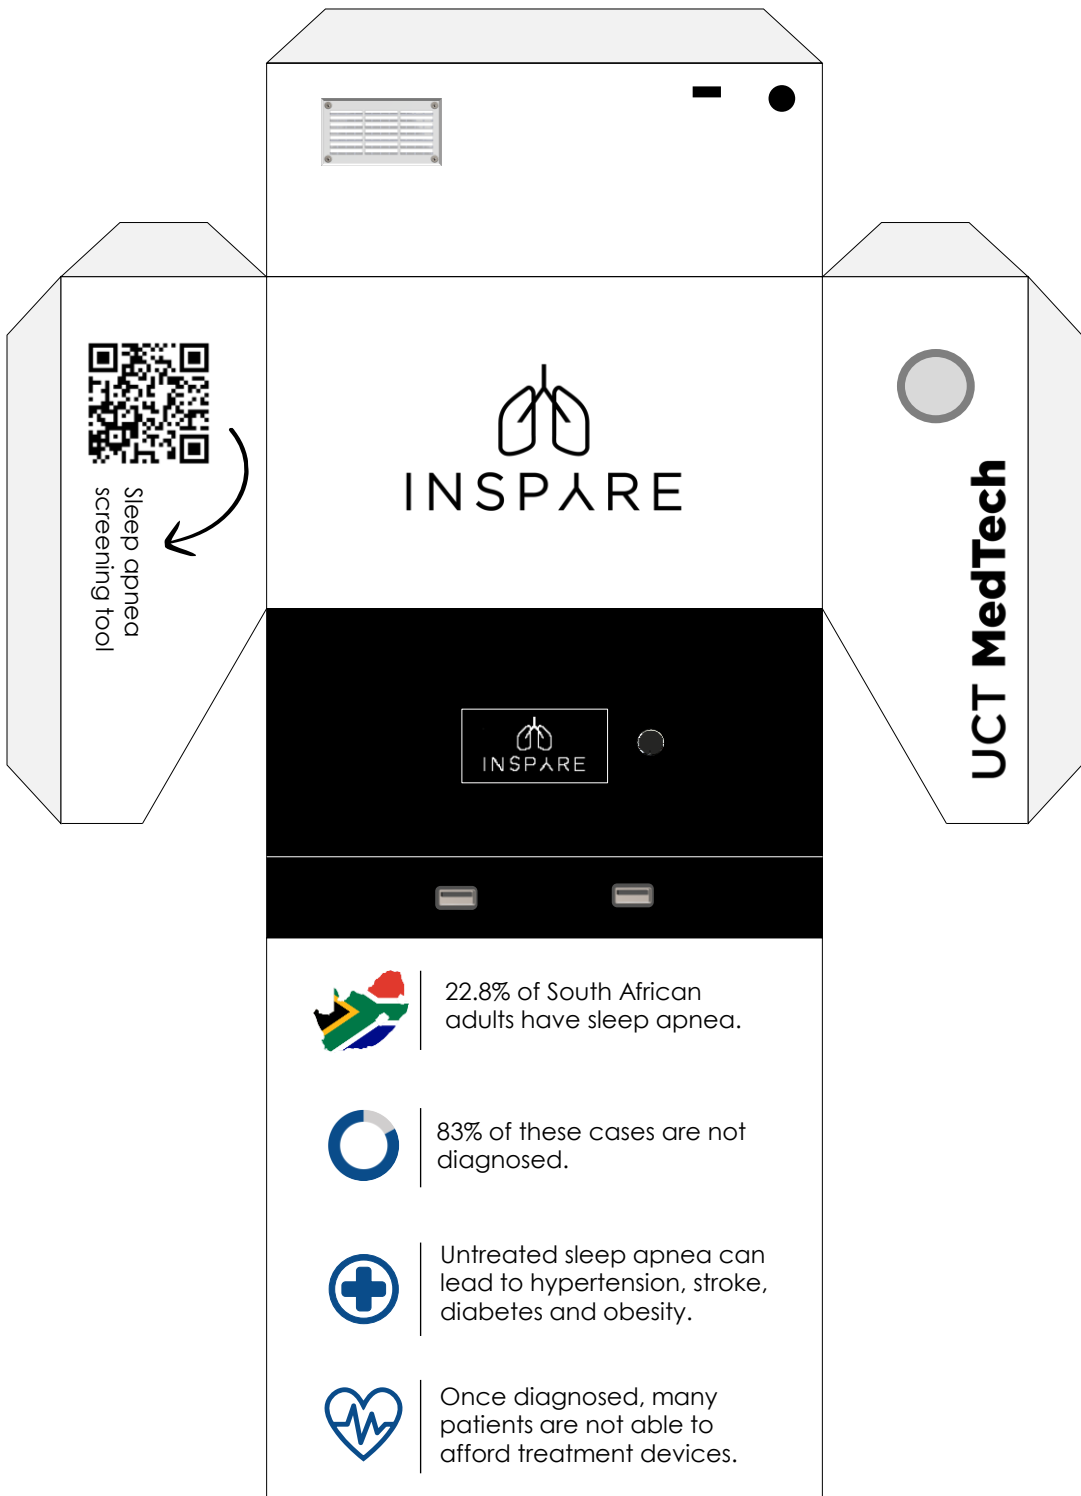 INSPYRE
Sleep apnea
screening tool
UCT MedTech
INSPYRE
22.8% of South African
adults have sleep apnea.
83% of these cases are not
diagnosed.
Untreated sleep apnea can
lead to hypertension, stroke,
diabetes and obesity.
Once diagnosed, many
patients are not able to
afford treatment devices.